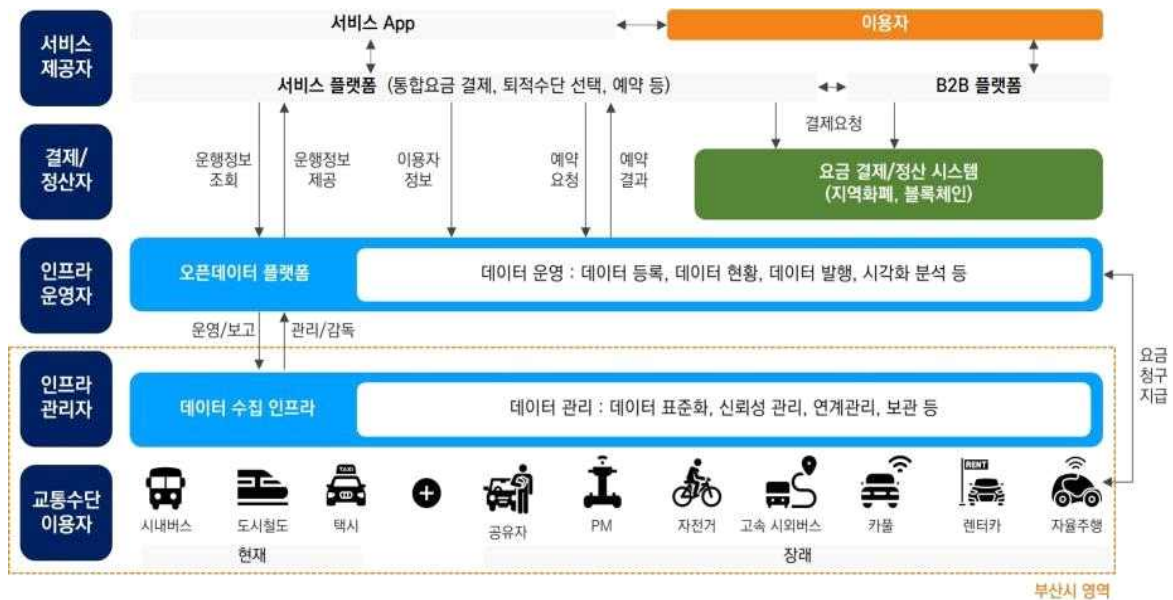 서비스 App
이용자
서비스
제공자
서비스 플랫폼 (통합요금 결제, 퇴적수단 선택, 예약 등)
B2B 플랫폼
결제요청
결제/
정산자
운행정보
조회
운행정보
제공
이용자
정보
예약
요청
예약
결과
요금 결제/정산 시스템
(지역화폐, 블록체인)
인프라
운영자
오픈데이터 플랫폼
데이터 운영 : 데이터 등록, 데이터 현황, 데이터 발행, 시각화 분석 등
운영/보고
관리/감독
요금
청구
지급
인프라
관리자
데이터 수집 인프라
데이터 관리 : 데이터 표준화, 신뢰성 관리, 연계관리, 보관 등
교통수단
이용자
TAXI
RENT
시내버스
도시철도
택시
공유자
PM
자전거
고속 시외버스
카풀
렌터카
자율주행
현재
장래
부산시 영역